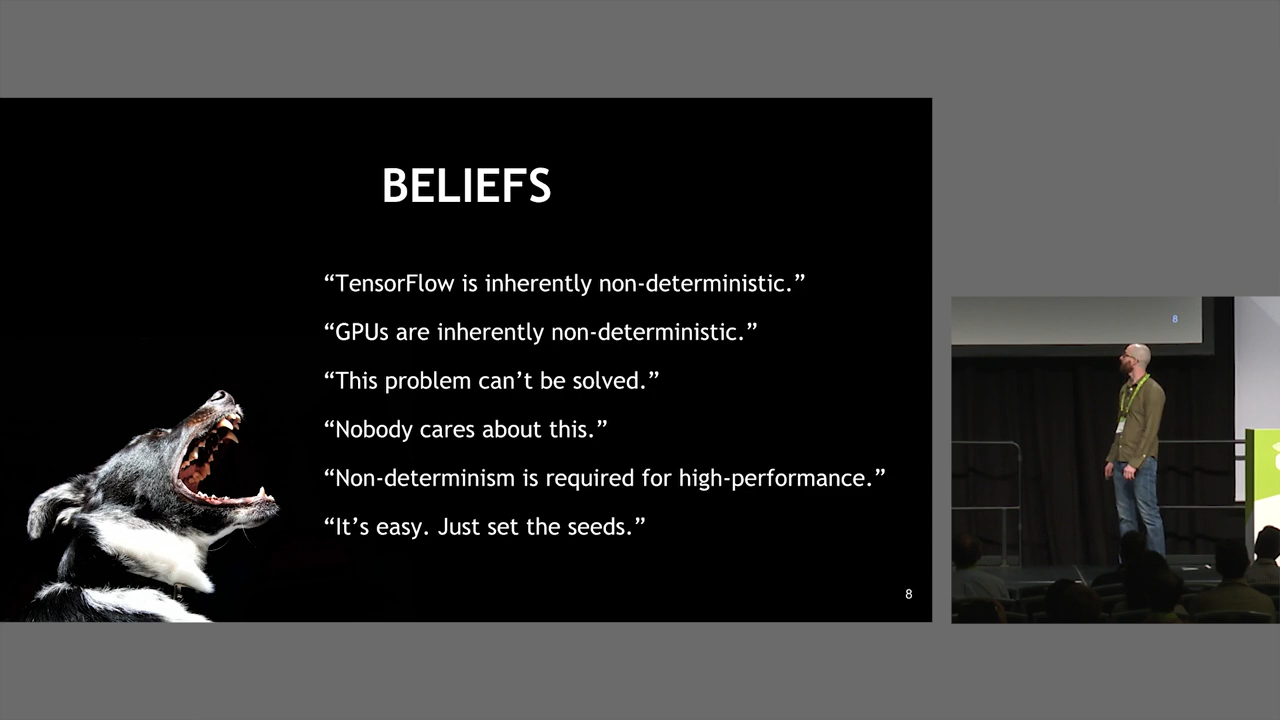 BELIEFS
“TensorFlow is inherently non-deterministic.”
“GPUs are inherently non-deterministic.”
“This problem can’t be solved.”
“Nobody cares about this.”
“Non-determinism is required for high-performance.”
“It’s easy. Just set the seeds.”
8
8